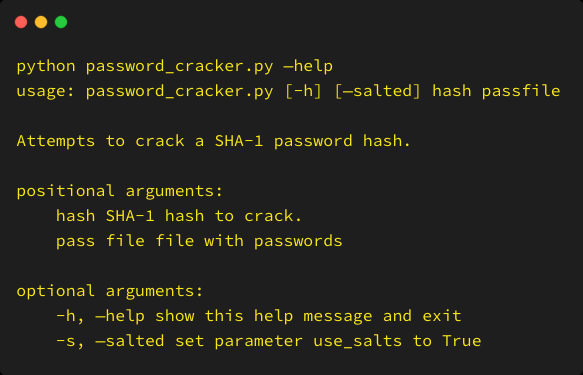 python password_cracker.py —help
usage: password_cracker.py [-h] [—salted] hash passfile
Attempts to crack a SHA-1 password hash.
positional arguments:
hash SHA-1 hash to crack.
pass file file with passwords
optional arguments:
-h, —help show this help message and exit
-s, —salted set parameter use_salts to True